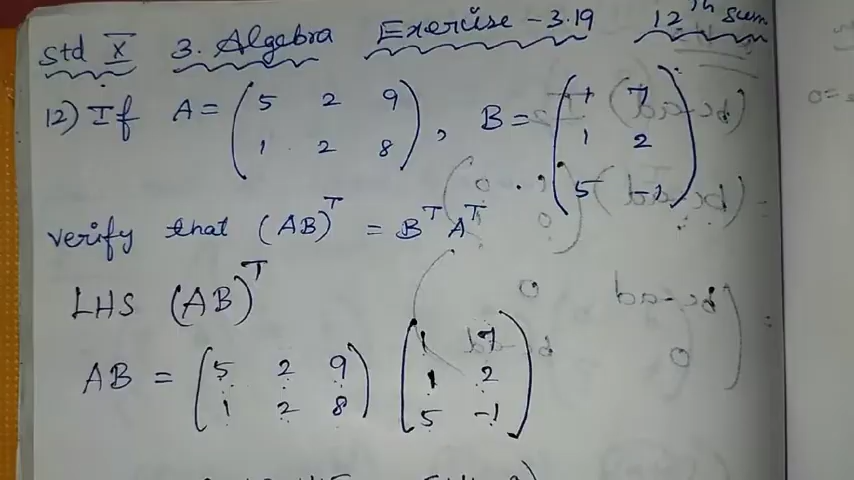 Std X 3. Algebra Exercise - 3.19 12th sum
12) If A = ( 5 2 9 ) , B = ( 1 7 )
( 1 2 8 ) ( 1 2 )
( 5 -1 )
verify that (AB)^T = B^T A^T
LHS (AB)^T
AB = ( 5 2 9 ) ( 1 7 )
( 1 2 8 ) ( 1 2 )
( 5 -1 )